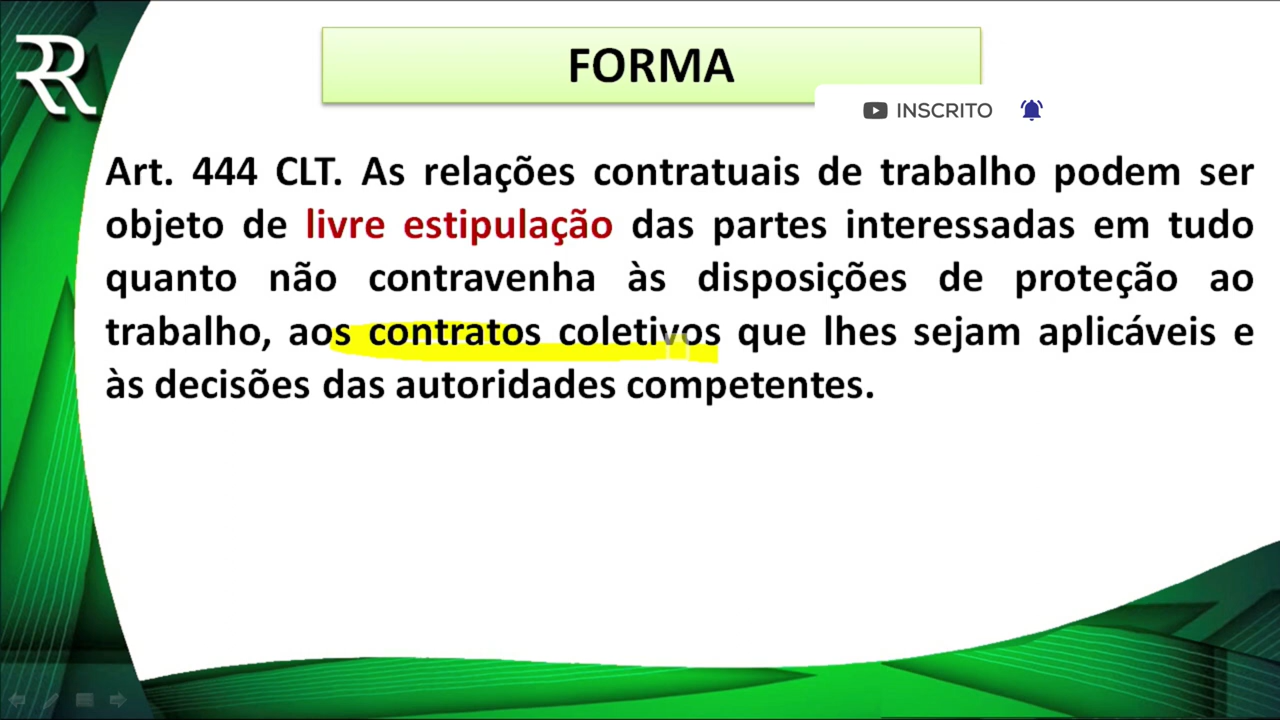 FORMA
INSCRITO
Art. 444 CLT. As relações contratuais de trabalho podem ser
objeto de livre estipulação das partes interessadas em tudo
quanto não contravenha às disposições de proteção ao
trabalho, aos contratos coletivos que lhes sejam aplicáveis e
às decisões das autoridades competentes.